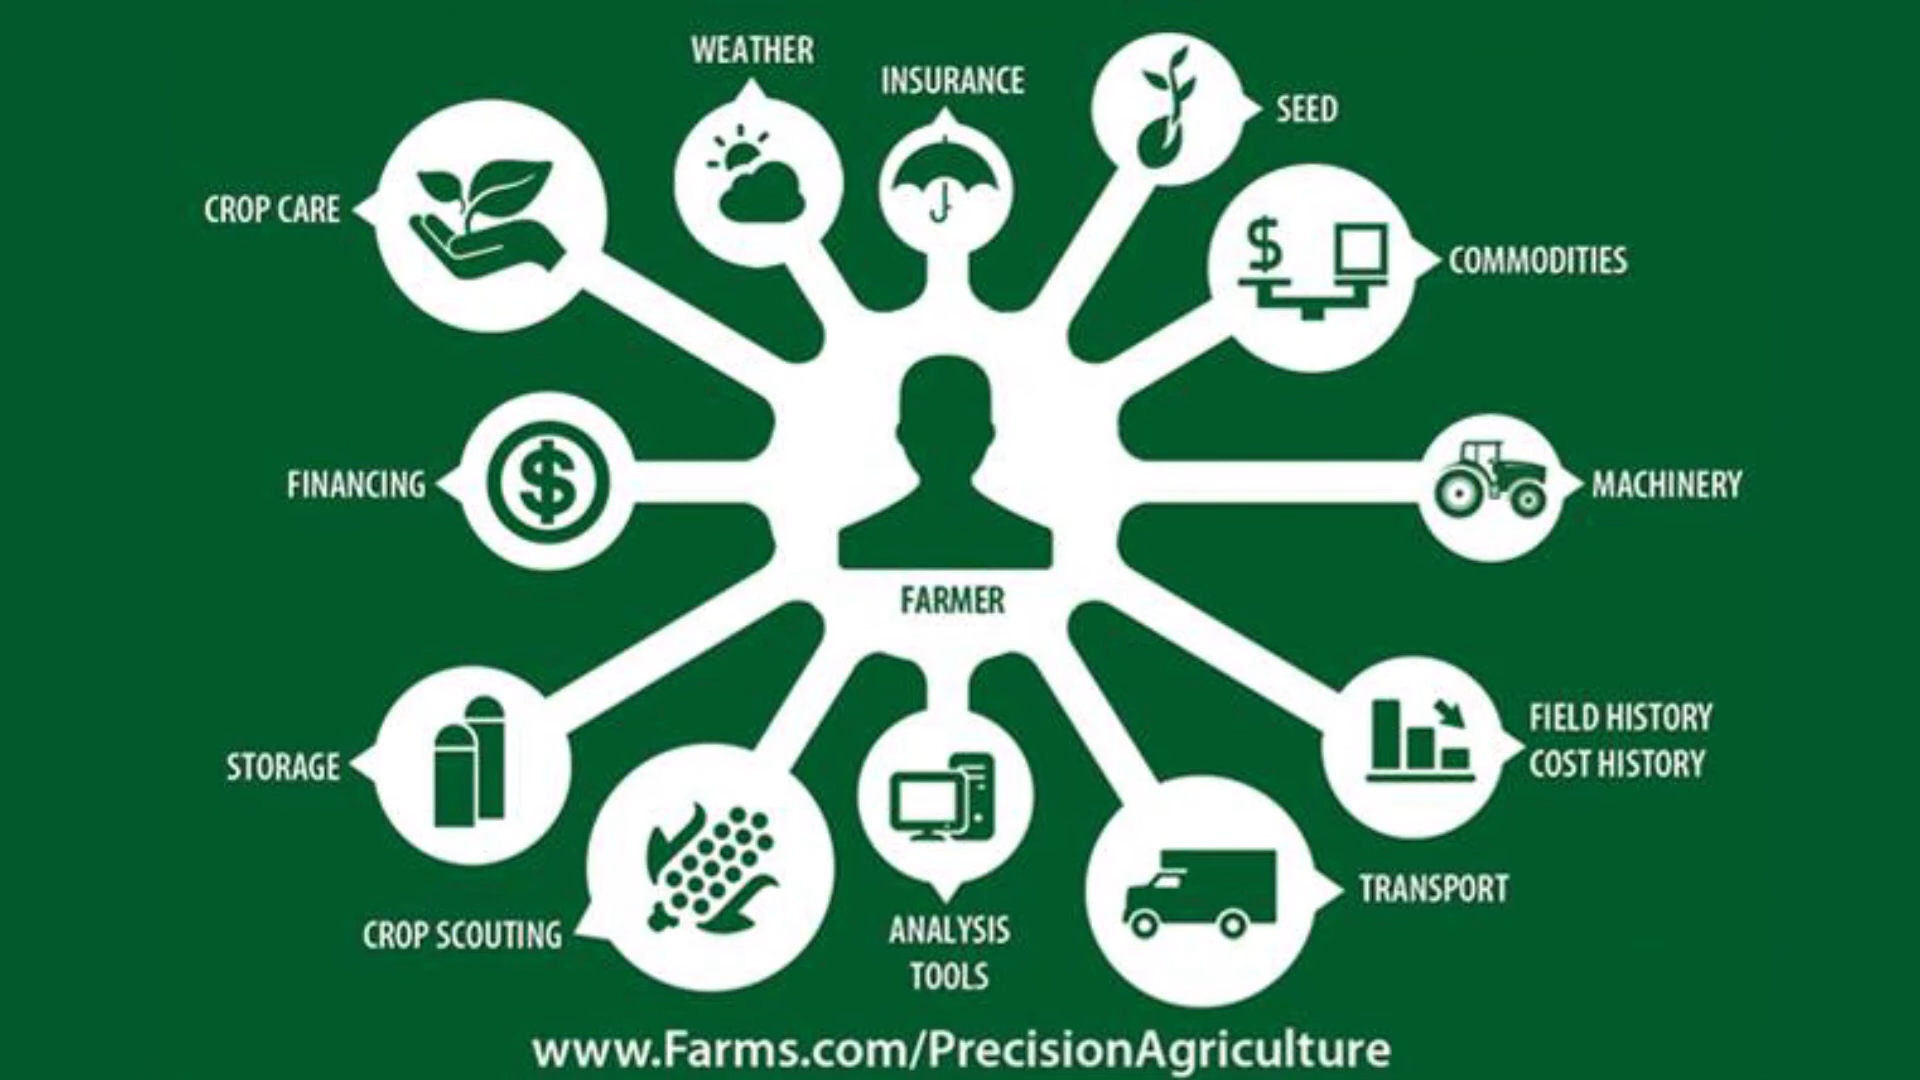 WEATHER
INSURANCE
SEED
CROP CARE
$
COMMODITIES
FINANCING
$
MACHINERY
FARMER
STORAGE
FIELD HISTORY
COST HISTORY
CROP SCOUTING
ANALYSIS
TOOLS
TRANSPORT
www.Farms.com/PrecisionAgriculture